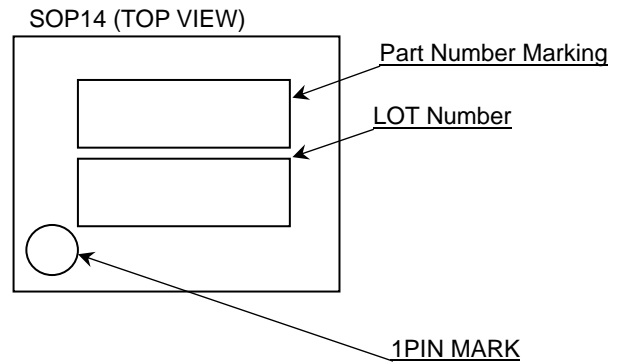 SOP14 (TOP VIEW)
Part Number Marking
LOT Number
1PIN MARK